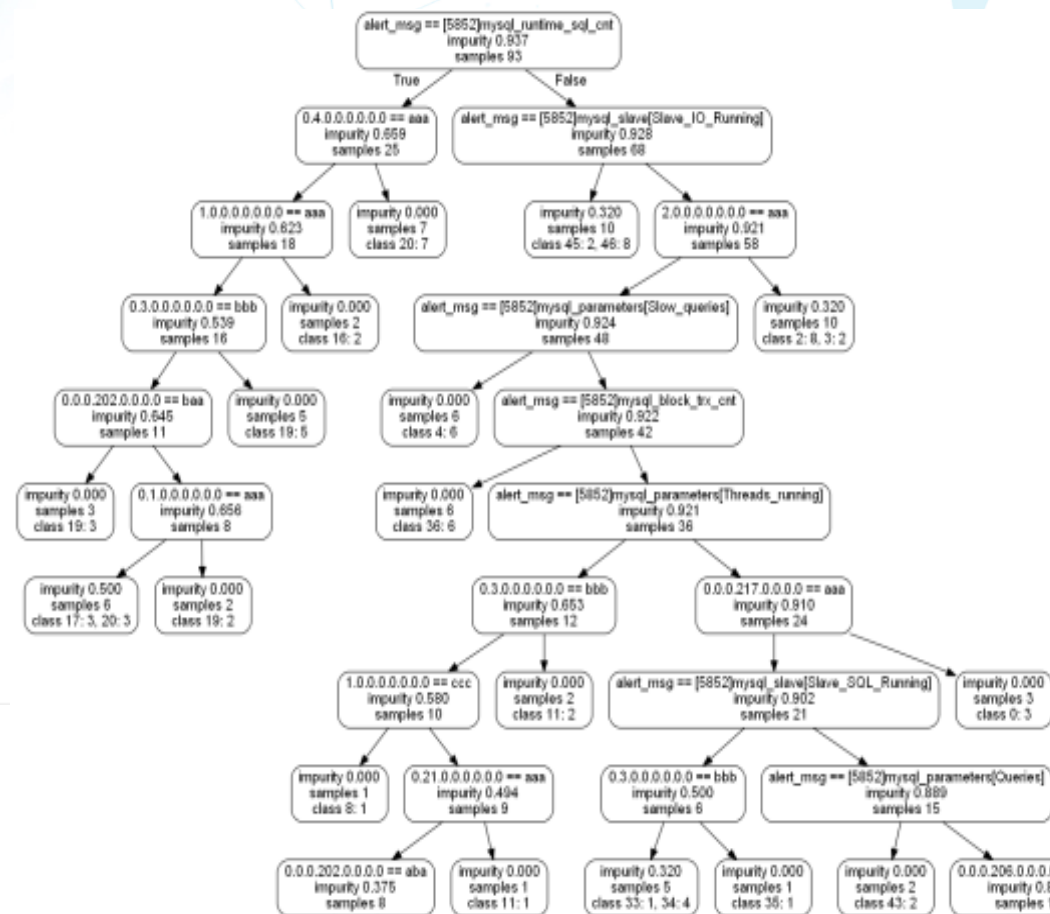 alert_msg == [5852]mysql_runtime_sql_cnt
impurity 0.937
samples 93
True
False
0.4.0.0.0.0.0.0 == aaa
impurity 0.659
samples 25
alert_msg == [5852]mysql_slave[Slave_IO_Running]
impurity 0.928
samples 68
1.0.0.0.0.0.0.0 == aaa
impurity 0.623
samples 18
impurity 0.000
samples 7
class 20: 7
impurity 0.320
samples 10
class 45: 2, 46: 8
2.0.0.0.0.0.0.0 == aaa
impurity 0.921
samples 58
0.3.0.0.0.0.0.0 == bbb
impurity 0.539
samples 16
impurity 0.000
samples 2
class 16: 2
alert_msg == [5852]mysql_parameters[Slow_queries]
impurity 0.924
samples 48
impurity 0.320
samples 10
class 2: 8, 3: 2
0.0.0.202.0.0.0.0 == baa
impurity 0.645
samples 11
impurity 0.000
samples 5
class 19: 5
impurity 0.000
samples 6
class 4: 6
alert_msg == [5852]mysql_block_trx_cnt
impurity 0.922
samples 42
impurity 0.000
samples 3
class 19: 3
0.1.0.0.0.0.0.0 == aaa
impurity 0.656
samples 8
impurity 0.000
samples 6
class 36: 6
alert_msg == [5852]mysql_parameters[Threads_running]
impurity 0.921
samples 36
impurity 0.500
samples 6
class 17: 3, 20: 3
impurity 0.000
samples 2
class 19: 2
0.3.0.0.0.0.0.0 == bbb
impurity 0.653
samples 12
0.0.0.217.0.0.0.0 == aaa
impurity 0.910
samples 24
1.0.0.0.0.0.0.0 == ccc
impurity 0.580
samples 10
impurity 0.000
samples 2
class 11: 2
alert_msg == [5852]mysql_slave[Slave_SQL_Running]
impurity 0.902
samples 21
impurity 0.000
samples 3
class 0: 3
impurity 0.000
samples 1
class 8: 1
0.21.0.0.0.0.0.0 == aaa
impurity 0.494
samples 9
0.3.0.0.0.0.0.0 == bbb
impurity 0.500
samples 6
alert_msg == [5852]mysql_parameters[Queries]
impurity 0.889
samples 15
0.0.0.202.0.0.0.0 == aba
impurity 0.375
samples 8
impurity 0.000
samples 1
class 11: 1
impurity 0.320
samples 5
class 33: 1, 34: 4
impurity 0.000
samples 1
class 35: 1
impurity 0.000
samples 2
class 43: 2
0.0.0.206.0.0.0.
impurity 0.8
samples